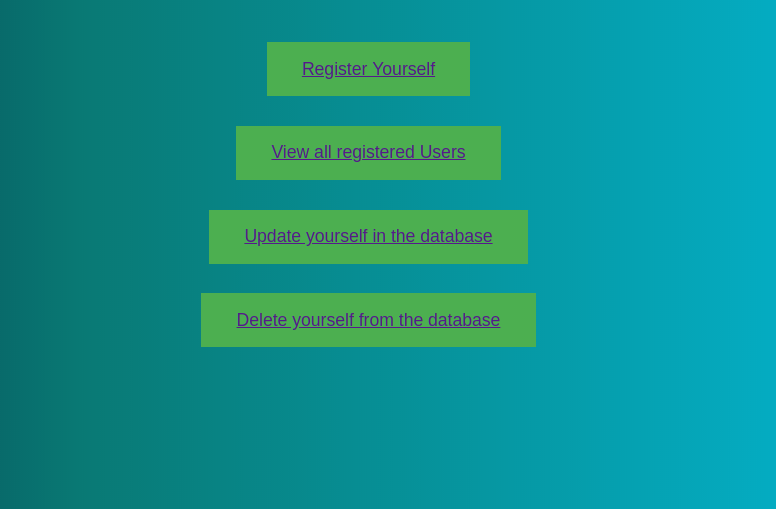 Register Yourself
View all registered Users
Update yourself in the database
Delete yourself from the database